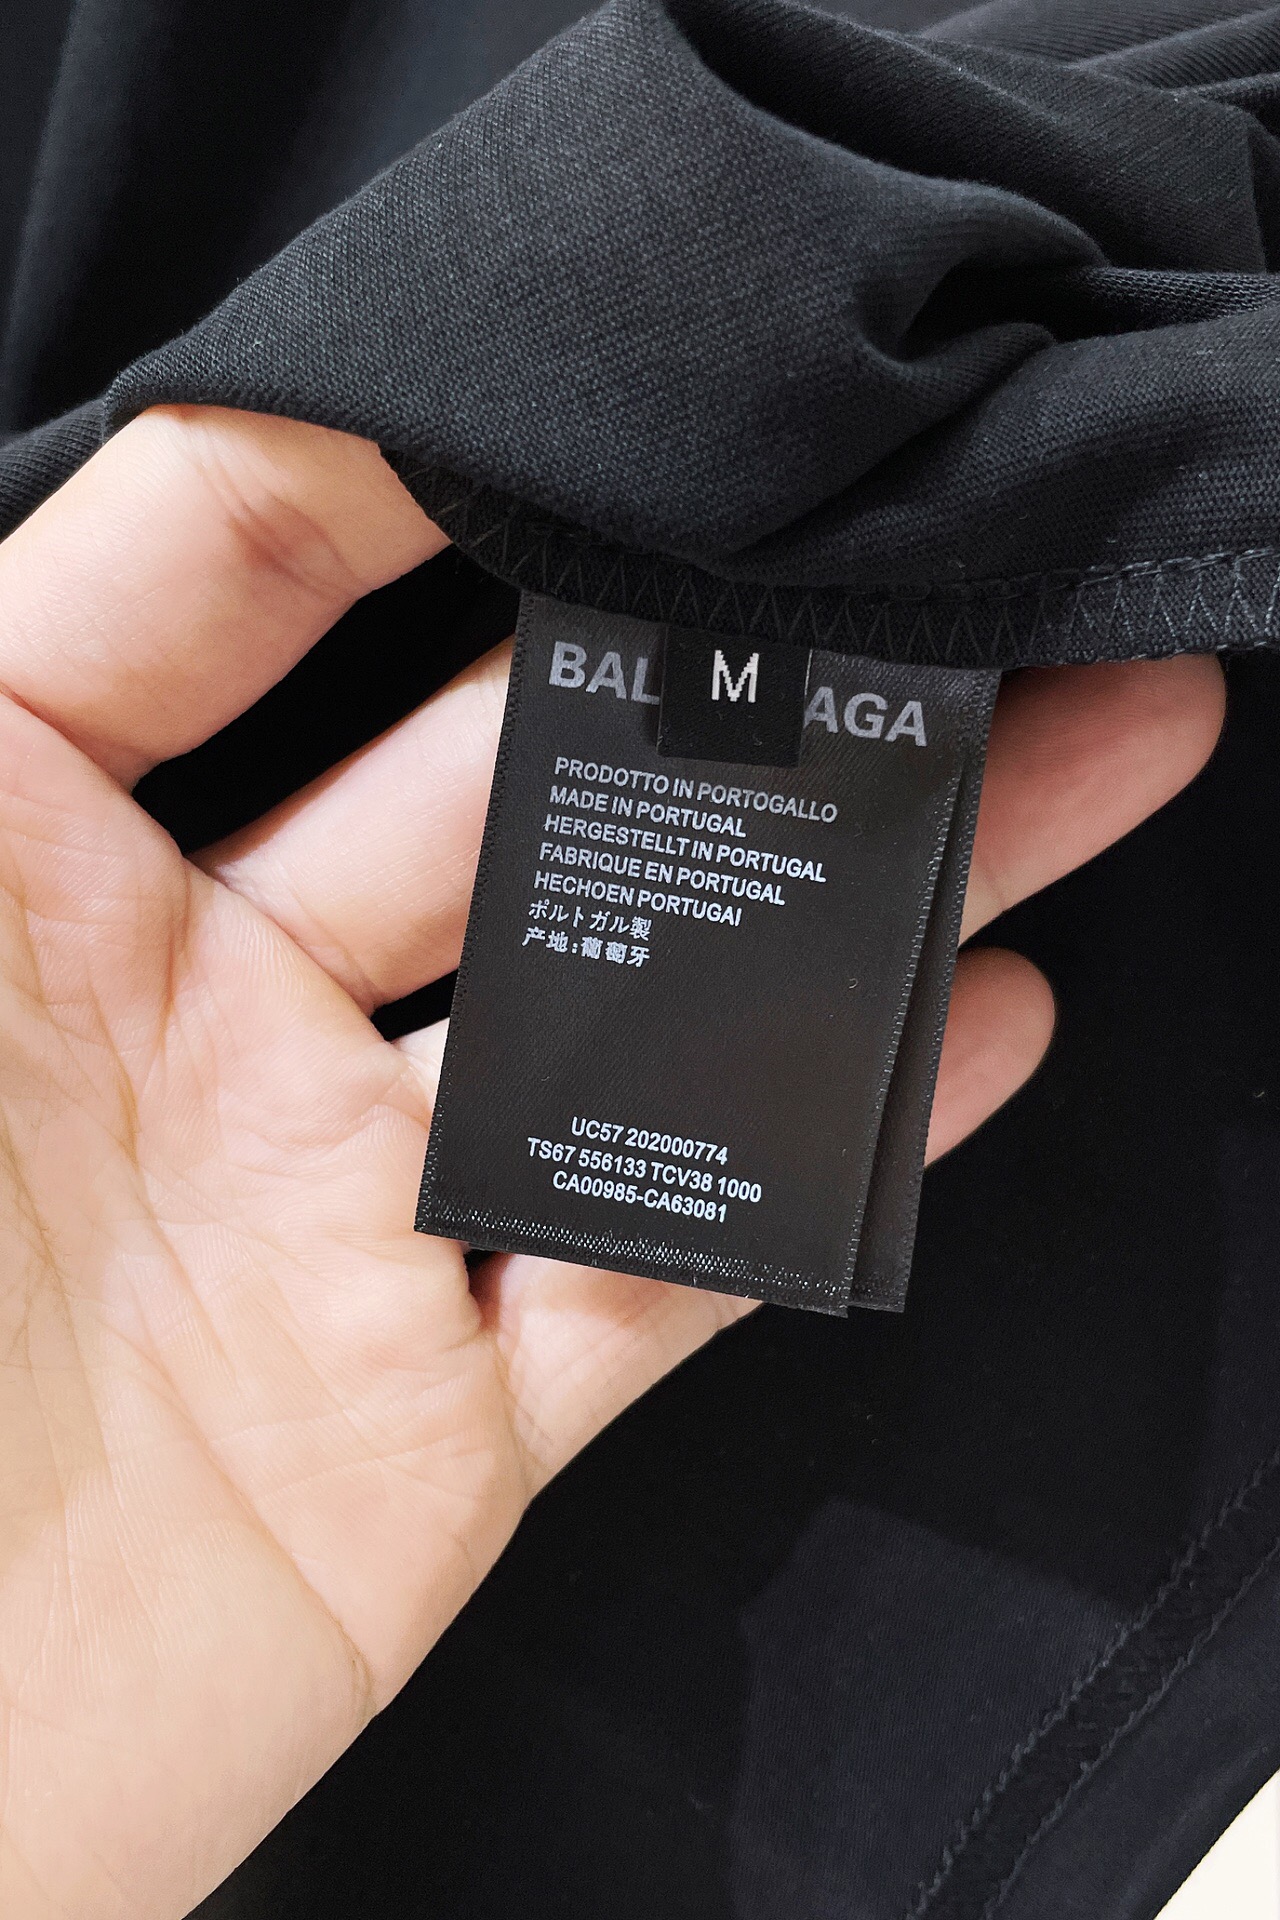 BAL M AGA
PRODOTTO IN PORTOGALLO
MADE IN PORTUGAL
HERGESTELLT IN PORTUGAL
FABRIQUE EN PORTUGAL
HECHOEN PORTUGAI
ポルトガル製
产地:葡萄牙
UC57 202000774
TS67 556133 TCV38 1000
CA00985-CA63081